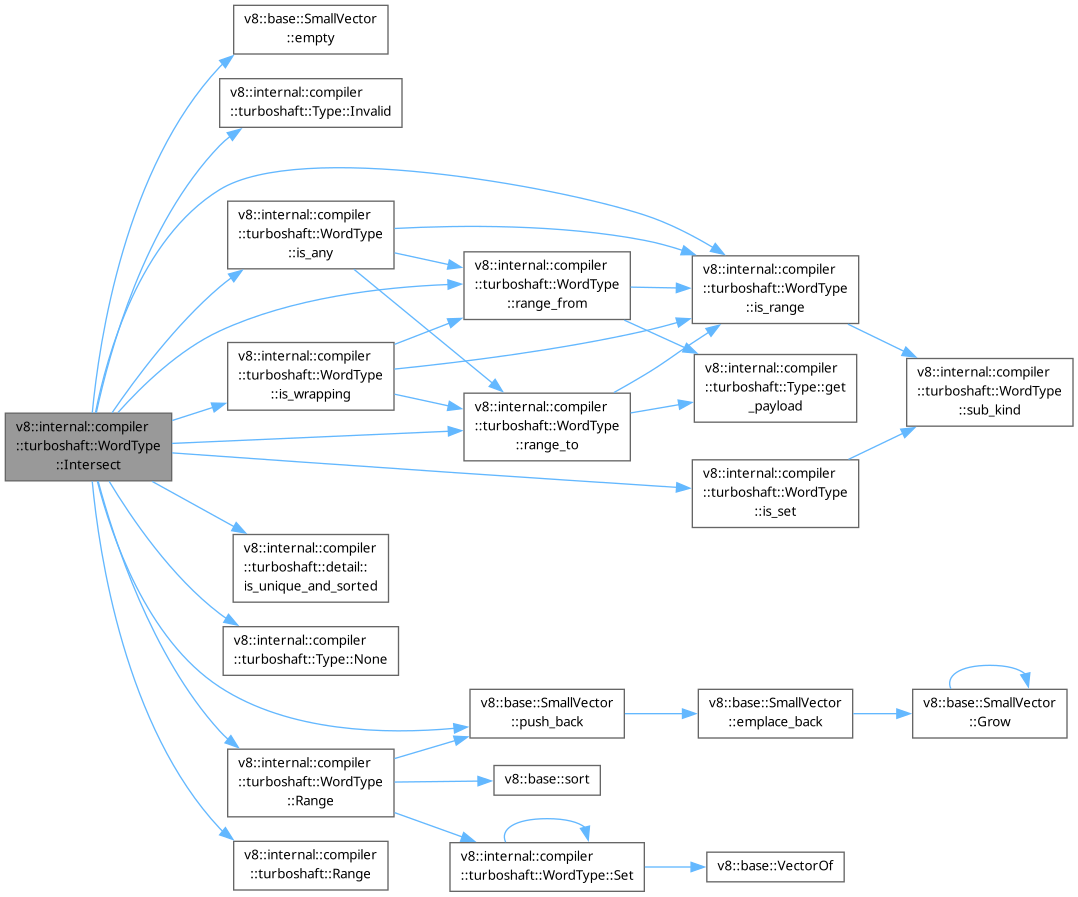 v8::base::SmallVector
::empty
v8::internal::compiler
::turboshaft::Type::Invalid
v8::internal::compiler
::turboshaft::WordType
::is_any
v8::internal::compiler
::turboshaft::WordType
::range_from
v8::internal::compiler
::turboshaft::WordType
::is_range
v8::internal::compiler
::turboshaft::WordType
::is_wrapping
v8::internal::compiler
::turboshaft::Type::get
_payload
v8::internal::compiler
::turboshaft::WordType
::sub_kind
v8::internal::compiler
::turboshaft::WordType
::range_to
v8::internal::compiler
::turboshaft::WordType
::Intersect
v8::internal::compiler
::turboshaft::WordType
::is_set
v8::internal::compiler
::turboshaft::detail::
is_unique_and_sorted
v8::internal::compiler
::turboshaft::Type::None
v8::base::SmallVector
::push_back
v8::base::SmallVector
::emplace_back
v8::base::SmallVector
::Grow
v8::internal::compiler
::turboshaft::WordType
::Range
v8::base::sort
v8::internal::compiler
::turboshaft::Range
v8::internal::compiler
::turboshaft::WordType::Set
v8::base::VectorOf